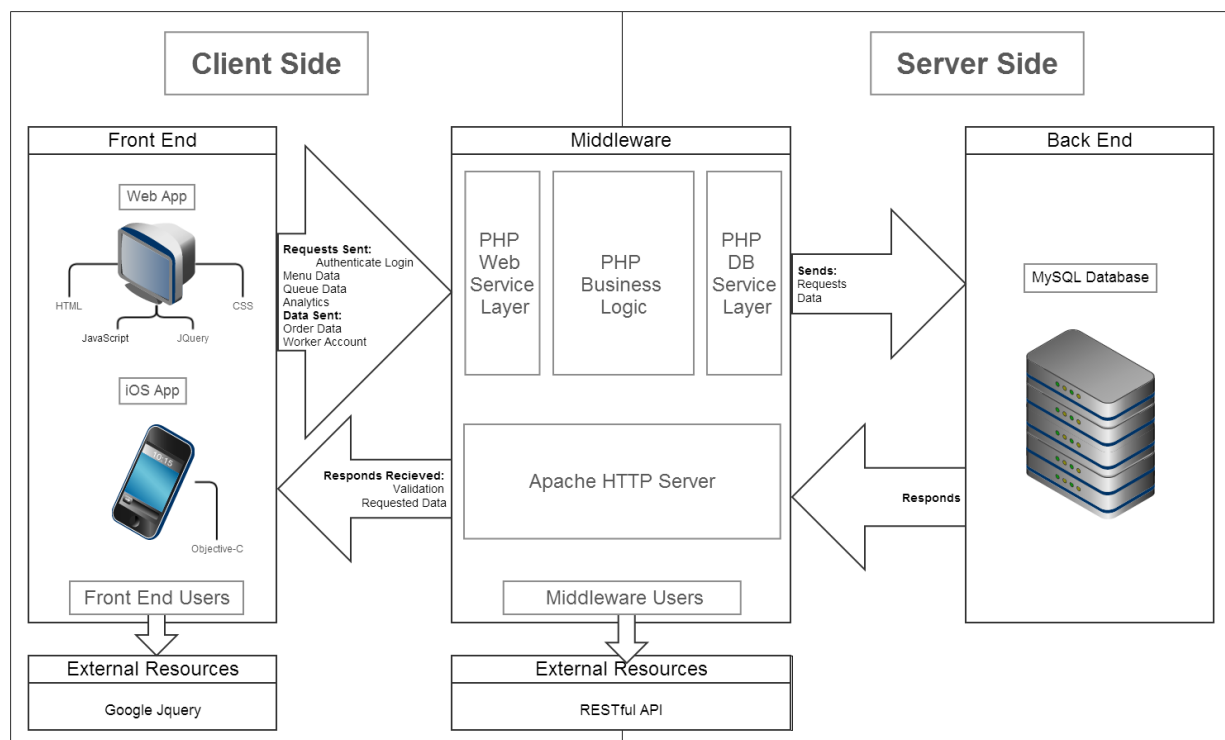 Client Side
Server Side
Front End
Web App
HTML
CSS
JavaScript
JQuery
iOS App
10:15
Objective-C
Front End Users
External Resources
Google Jquery
Requests Sent:
Authenticate Login
Menu Data
Queue Data
Analytics
Data Sent:
Order Data
Worker Account
Responds Recieved:
Validation
Requested Data
Middleware
PHP
Web
Service
Layer
PHP
Business
Logic
PHP
DB
Service
Layer
Apache HTTP Server
Middleware Users
External Resources
RESTful API
Sends:
Requests
Data
Responds
Back End
MySQL Database